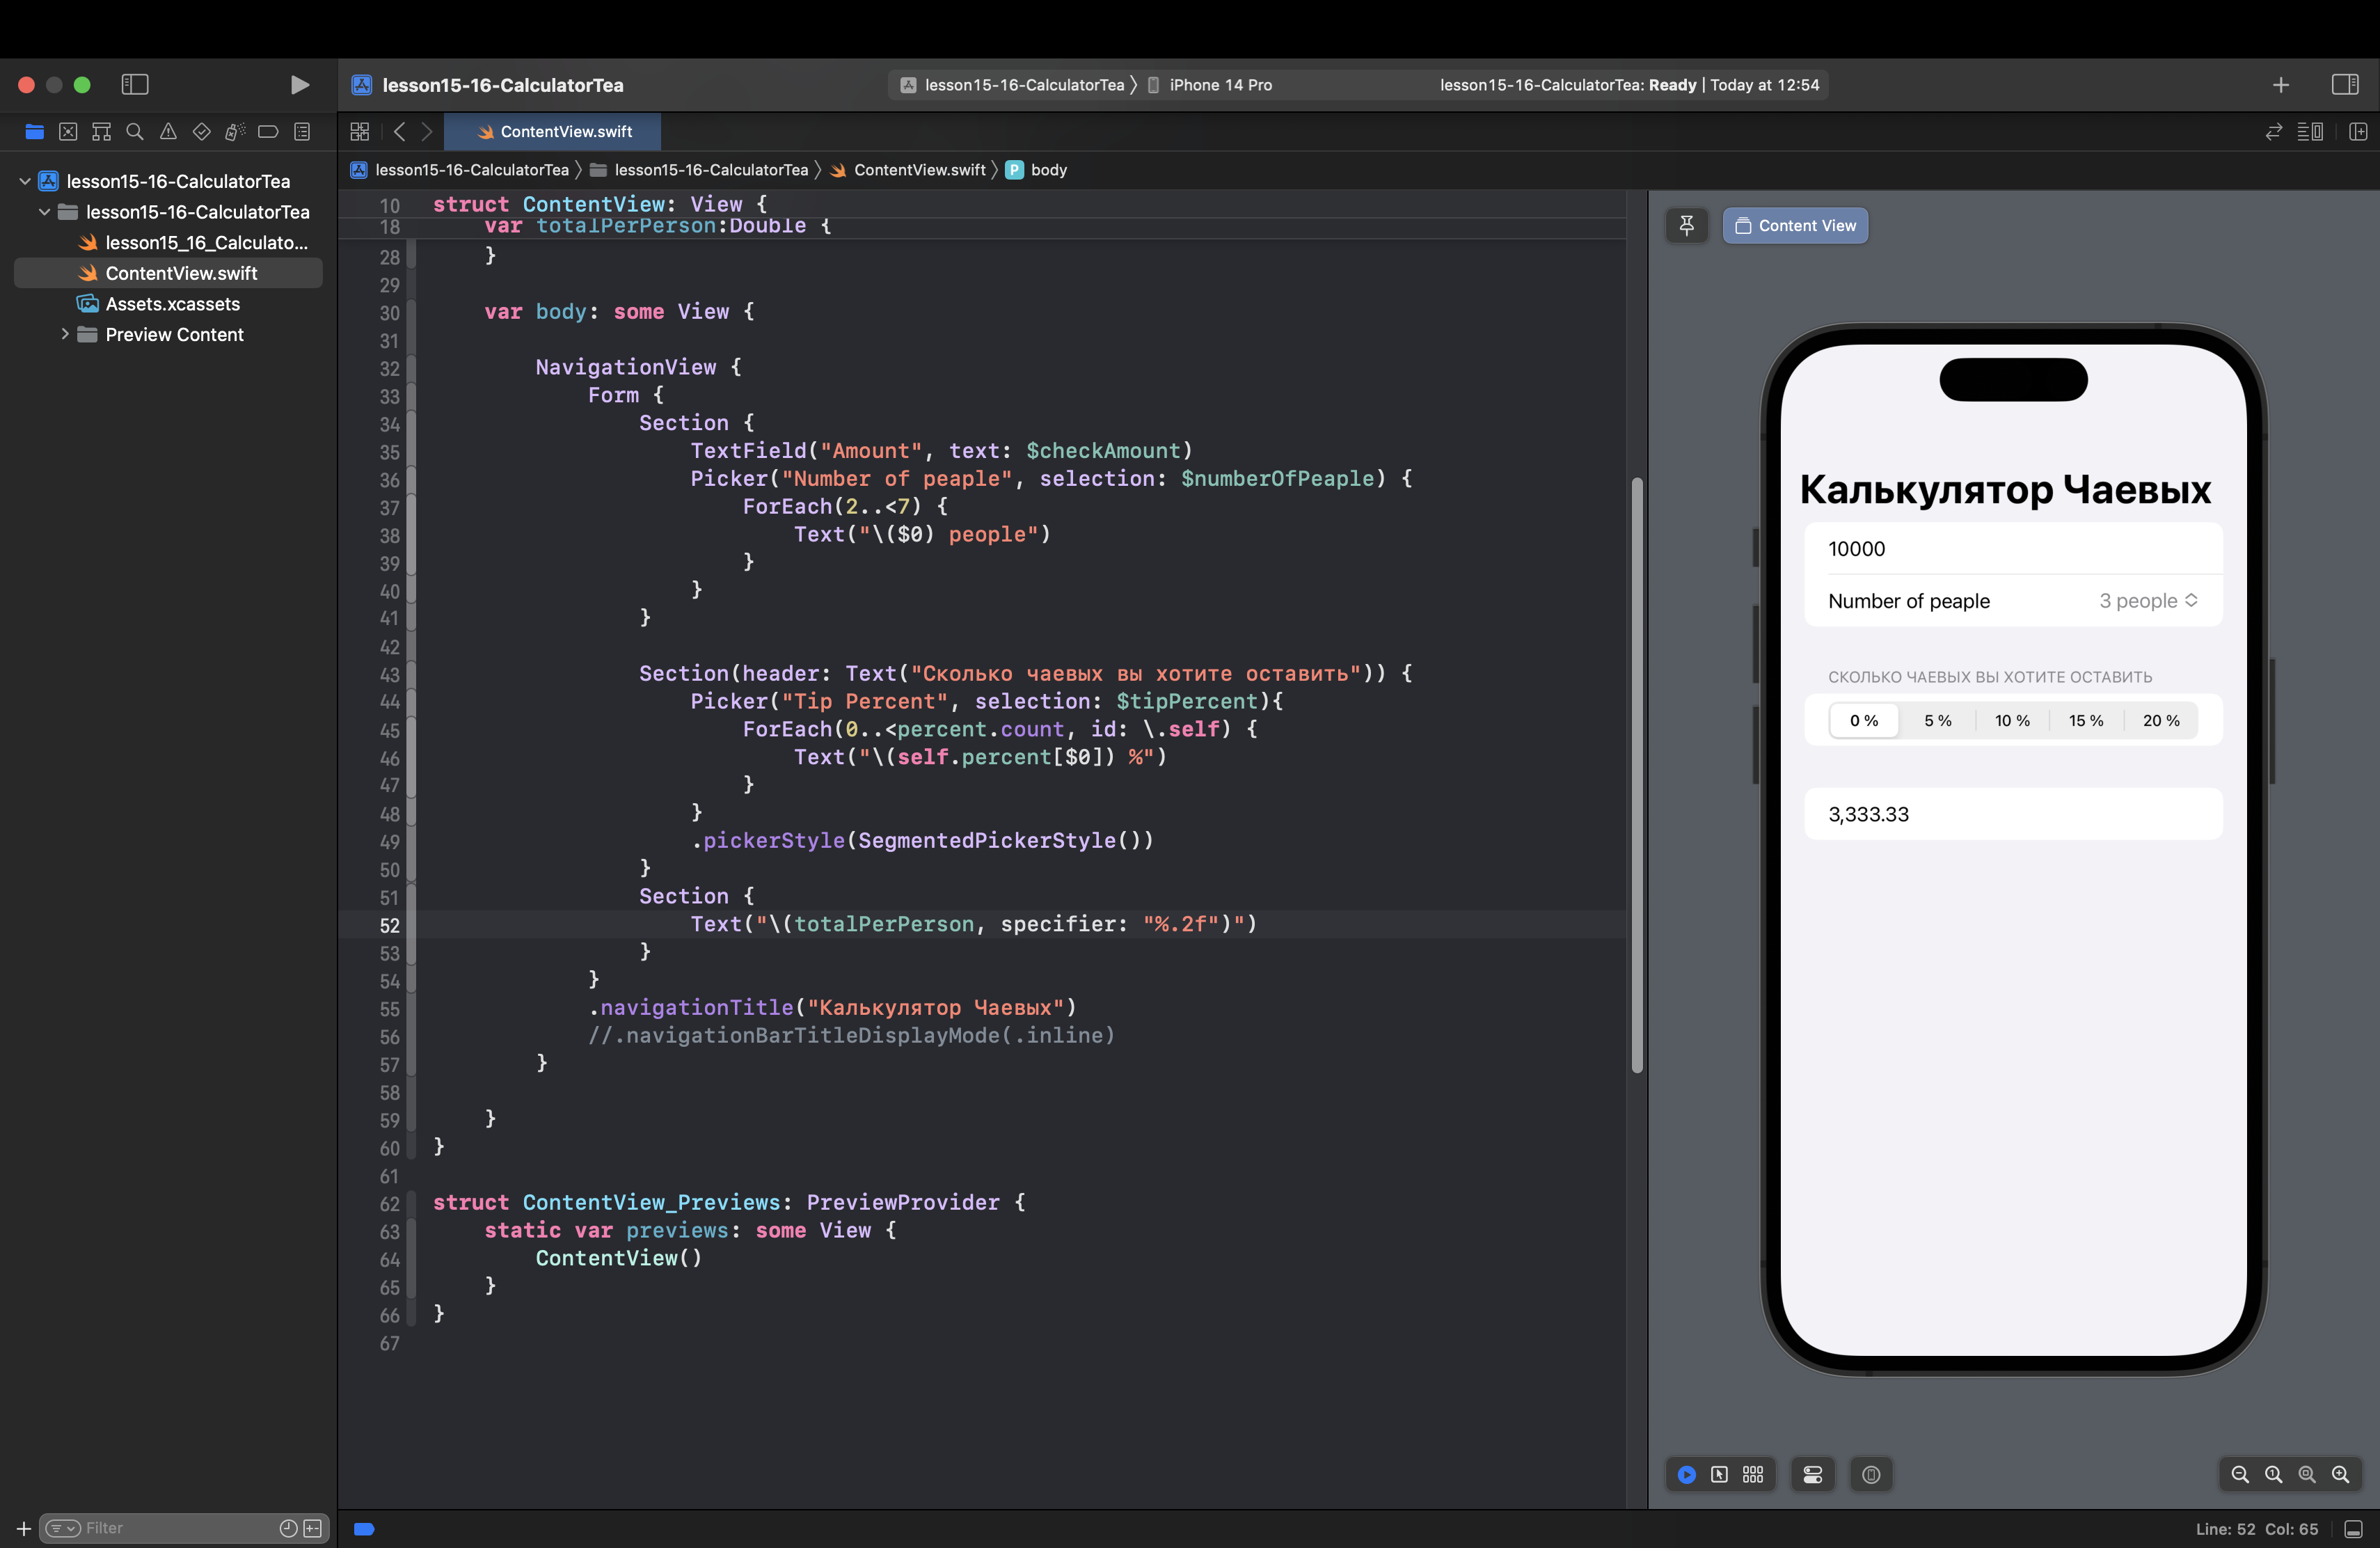 lesson15-16-CalculatorTea
lesson15-16-CalculatorTea
iPhone 14 Pro
lesson15-16-CalculatorTea: Ready | Today at 12:54
ContentView.swift
lesson15-16-CalculatorTea
lesson15-16-CalculatorTea
lesson15_16_Calculato...
ContentView.swift
Assets.xcassets
Preview Content
lesson15-16-CalculatorTea
lesson15-16-CalculatorTea
ContentView.swift
P body
10 struct ContentView: View {
18 var totalPerPerson:Double {
28 }
29
30 var body: some View {
31
32 NavigationView {
33 Form {
34 Section {
35 TextField("Amount", text: $checkAmount)
36 Picker("Number of peaple", selection: $numberOfPeaple) {
37 ForEach(2..<7) {
38 Text("\($0) people")
39 }
40 }
41 }
42
43 Section(header: Text("Сколько чаевых вы хотите оставить")) {
44 Picker("Tip Percent", selection: $tipPercent){
45 ForEach(0..<percent.count, id: \.self) {
46 Text("\(self.percent[$0]) %")
47 }
48 }
49 .pickerStyle(SegmentedPickerStyle())
50 }
51 Section {
52 Text("\(totalPerPerson, specifier: "%.2f")")
53 }
54 }
55 .navigationTitle("Калькулятор Чаевых")
56 //.navigationBarTitleDisplayMode(.inline)
57 }
58
59 }
60 }
61
62 struct ContentView_Previews: PreviewProvider {
63 static var previews: some View {
64 ContentView()
65 }
66 }
67
Content View
Калькулятор Чаевых
10000
Number of peaple 3 people
СКОЛЬКО ЧАЕВЫХ ВЫ ХОТИТЕ ОСТАВИТЬ
0 % 5 % 10 % 15 % 20 %
3,333.33
Filter
Line: 52 Col: 65